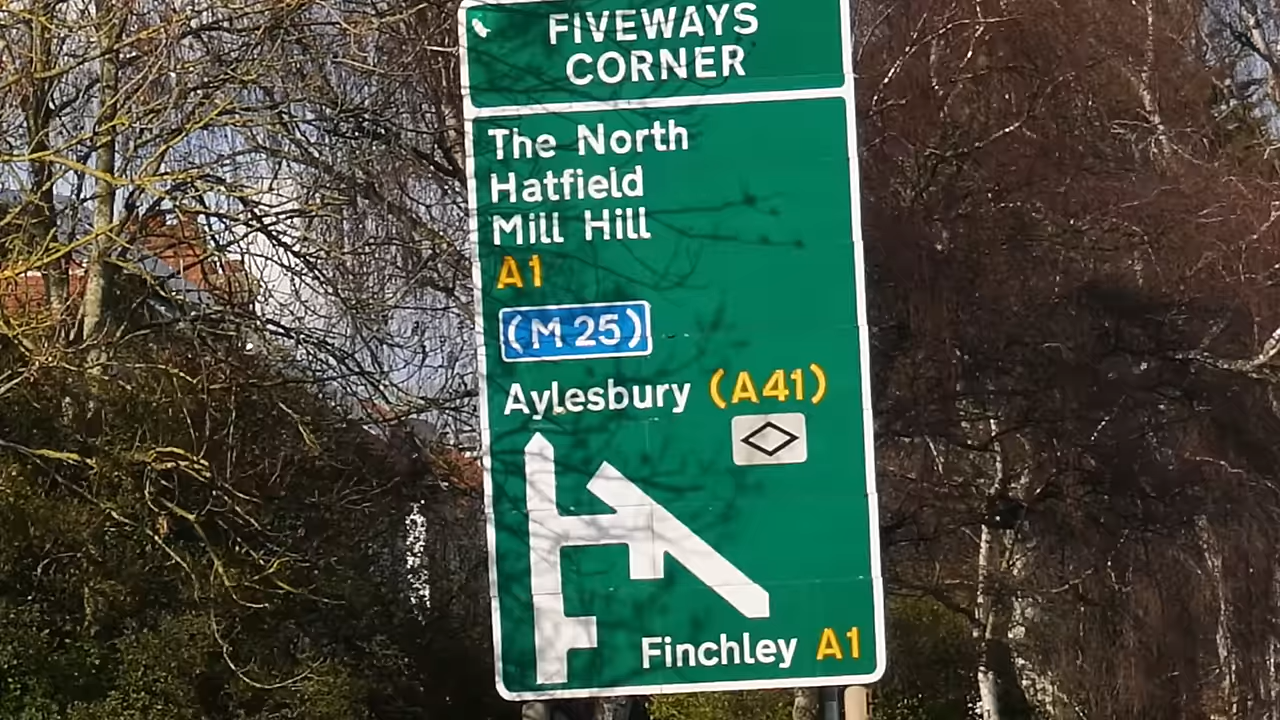 FIVEWAYS
CORNER
The North
Hatfield
Mill Hill
A1
(M 25)
Aylesbury (A41)
Finchley A1